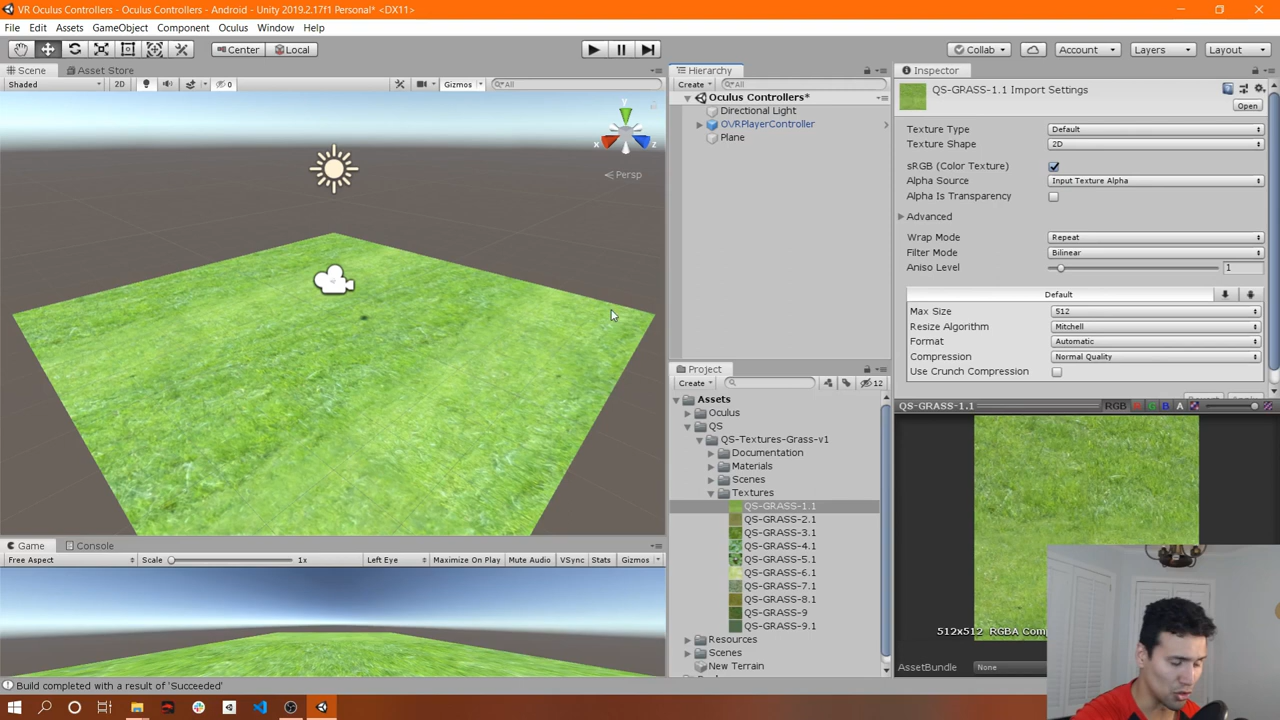 VR Oculus Controllers - Oculus Controllers - Android - Unity 2019.2.17f1 Personal* <DX11>
File Edit Assets GameObject Component Oculus Window Help
Center Local Collab Account Layers Layout
Scene Asset Store
Shaded 2D 0 Gizmos All
y
x z
Persp
Hierarchy
Create All
Oculus Controllers*
Directional Light
OVRPlayerController
Plane
Project
Create 12
Assets
Oculus
QS
QS-Textures-Grass-v1
Documentation
Materials
Scenes
Textures
QS-GRASS-1.1
QS-GRASS-2.1
QS-GRASS-3.1
QS-GRASS-4.1
QS-GRASS-5.1
QS-GRASS-6.1
QS-GRASS-7.1
QS-GRASS-8.1
QS-GRASS-9
QS-GRASS-9.1
Resources
Scenes
New Terrain
Inspector
QS-GRASS-1.1 Import Settings
Open
Texture Type Default
Texture Shape 2D
sRGB (Color Texture)
Alpha Source Input Texture Alpha
Alpha Is Transparency
Advanced
Wrap Mode Repeat
Filter Mode Bilinear
Aniso Level 1
Default
Max Size 512
Resize Algorithm Mitchell
Format Automatic
Compression Normal Quality
Use Crunch Compression
QS-GRASS-1.1 RGB R G B A
512x512 RGBA Comp
AssetBundle None
Game Console
Free Aspect Scale 1x Left Eye Maximize On Play Mute Audio VSync Stats Gizmos
Build completed with a result of 'Succeeded'